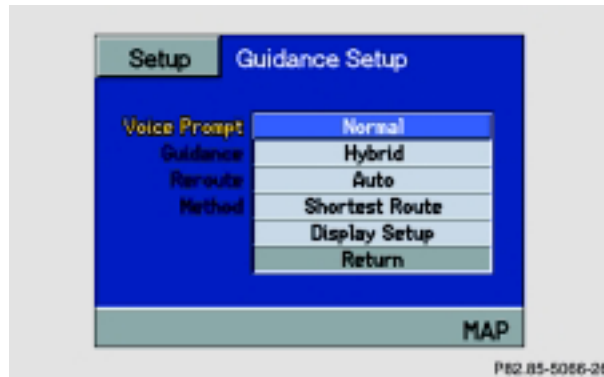 Setup Guidance Setup
Voice Prompt Normal
Guidance Hybrid
Reroute Auto
Method Shortest Route
Display Setup
Return
MAP
P82.85-5066-26